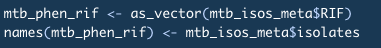 mtb_phen_rif <- as_vector(mtb_isos_meta$RIF)
names(mtb_phen_rif) <- mtb_isos_meta$isolates